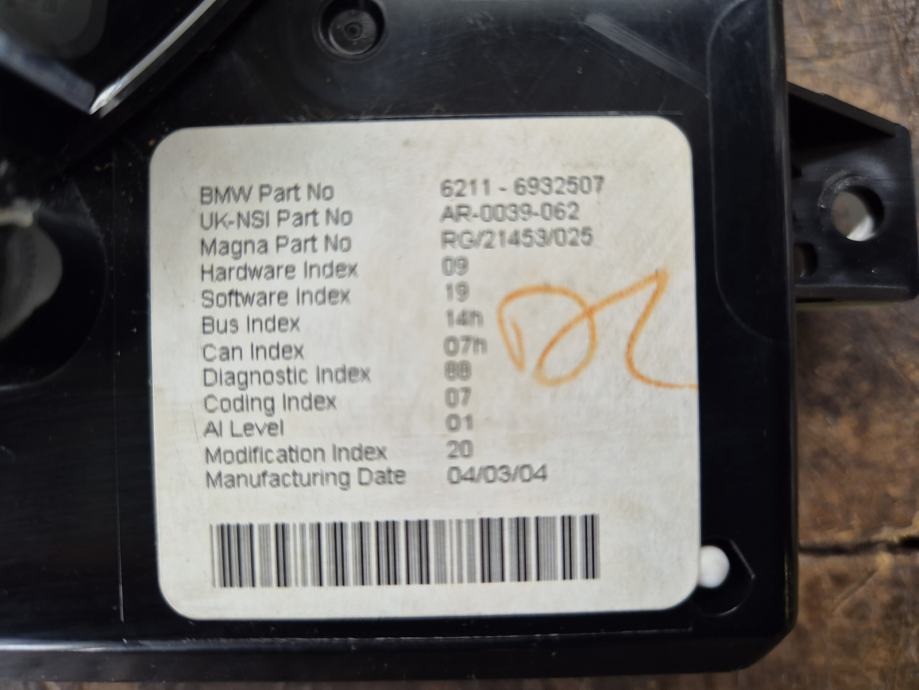 BMW Part No 6211 - 6932507
UK-NSI Part No AR-0039-062
Magna Part No RG/21453/025
Hardware Index 09
Software Index 19
Bus Index 14h
Can Index 07h
Diagnostic Index 88
Coding Index 07
AI Level 01
Modification Index 20
Manufacturing Date 04/03/04